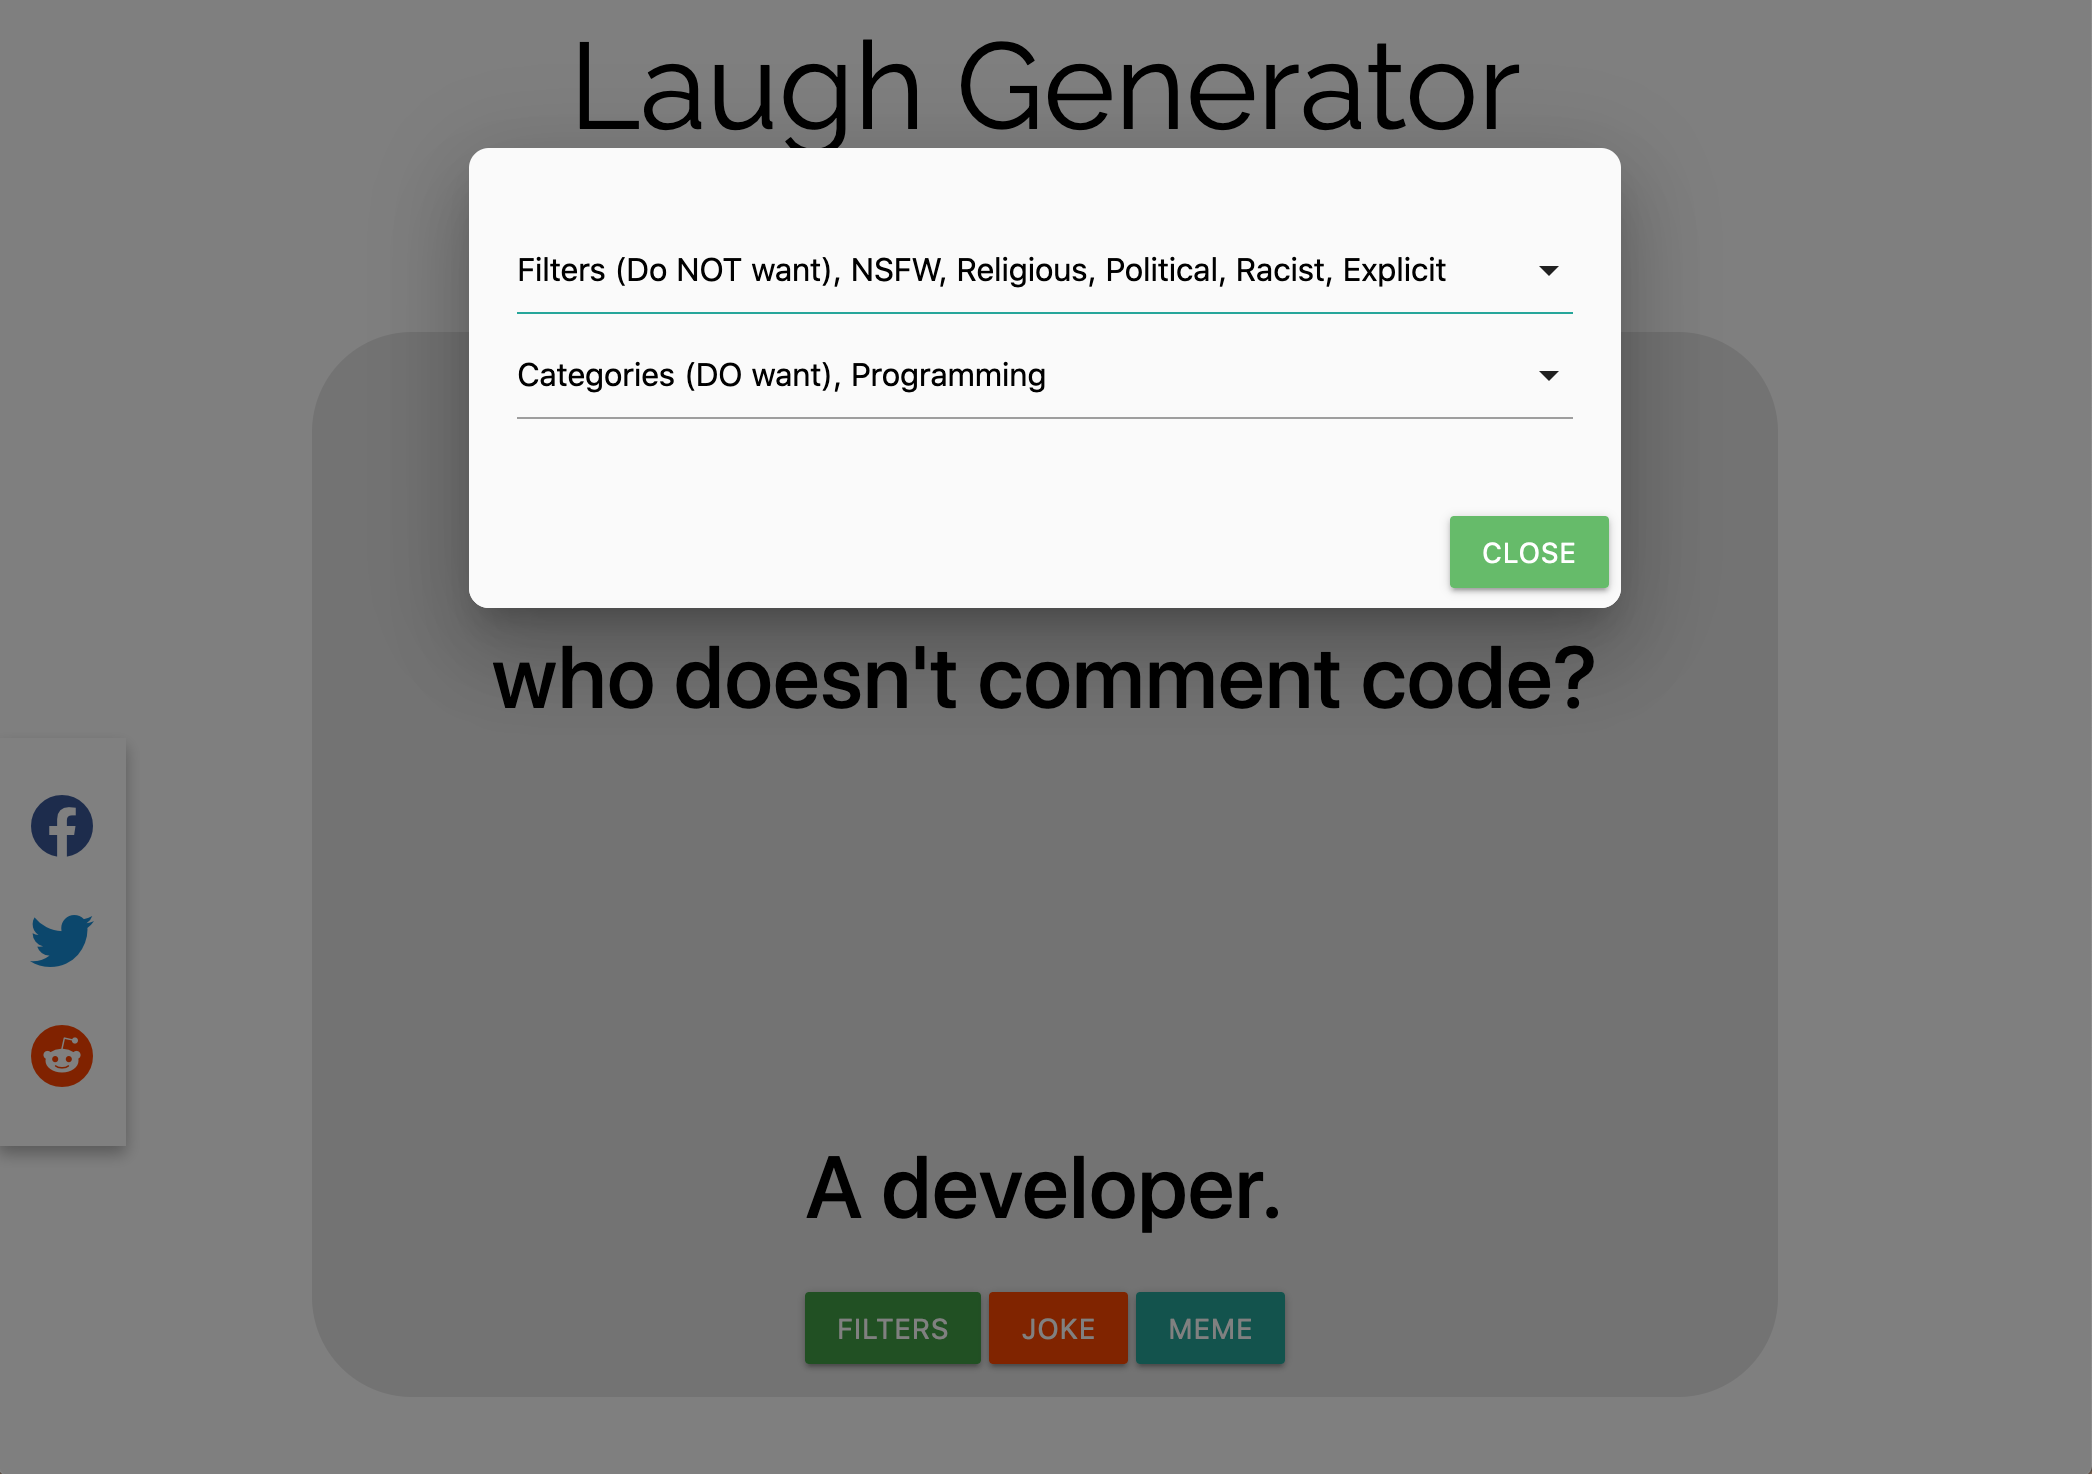 Laugh Generator
Filters (Do NOT want), NSFW, Religious, Political, Racist, Explicit
Categories (DO want), Programming
CLOSE
who doesn't comment code?
A developer.
FILTERS
JOKE
MEME